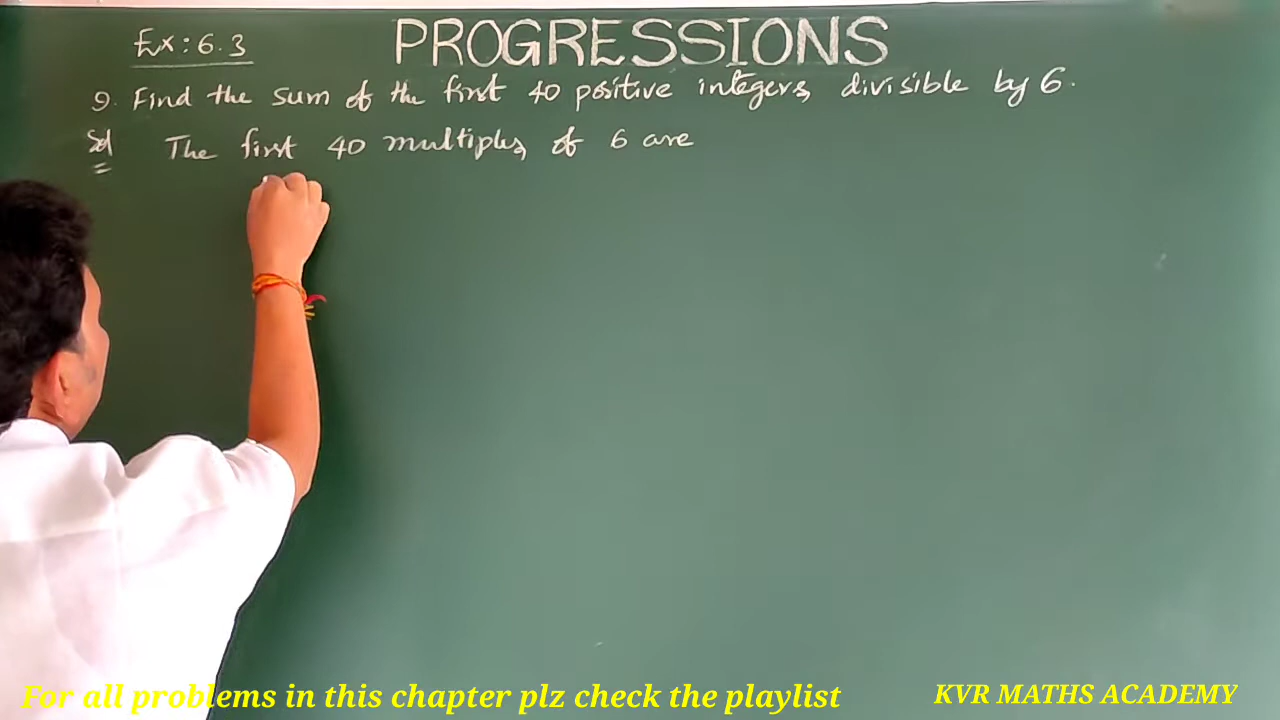 Ex: 6.3
PROGRESSIONS
9. Find the sum of the first 40 positive integers divisible by 6.
Sol The first 40 multiples of 6 are
For all problems in this chapter plz check the playlist
KVR MATHS ACADEMY